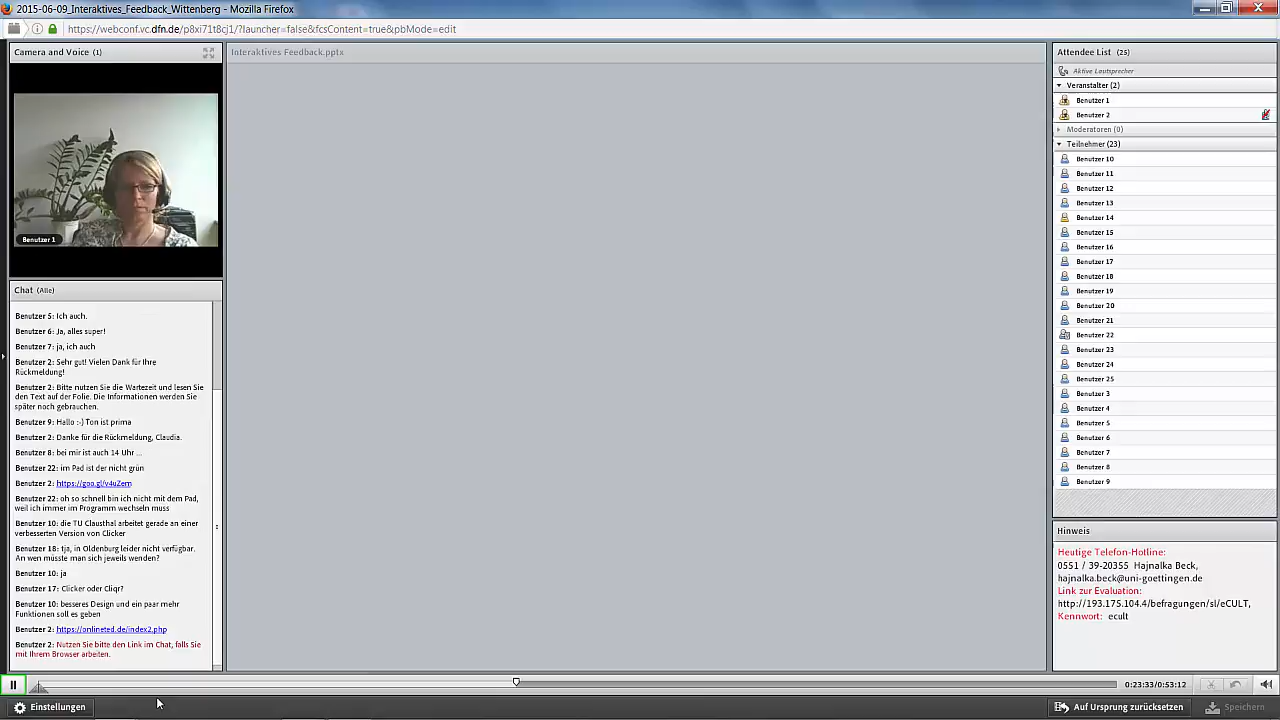 2015-06-09_Interaktives_Feedback_Wittenberg - Mozilla Firefox
https://webconf.vc.dfn.de/p8xi71t8cj1/?launcher=false&fcsContent=true&pbMode=edit
Camera and Voice (1)
Benutzer 1
Chat (Alle)
Benutzer 5: Ich auch.
Benutzer 6: Ja, alles super!
Benutzer 7: ja, ich auch
Benutzer 2: Sehr gut! Vielen Dank für Ihre
Rückmeldung!
Benutzer 2: Bitte nutzen Sie die Wartezeit und lesen Sie
den Text auf der Folie. Die Informationen werden Sie
später noch gebrauchen.
Benutzer 9: Hallo :-) Ton ist prima
Benutzer 2: Danke für die Rückmeldung, Claudia.
Benutzer 8: bei mir ist auch 14 Uhr ...
Benutzer 22: im Pad ist der nicht grün
Benutzer 2: https://goo.gl/v4uZem
Benutzer 22: oh so schnell bin ich nicht mit dem Pad,
weil ich immer im Programm wechseln muss
Benutzer 10: die TU Clausthal arbeitet gerade an einer
verbesserten Version von Clicker
Benutzer 18: tja, in Oldenburg leider nicht verfügbar.
An wen müsste man sich jeweils wenden?
Benutzer 10: ja
Benutzer 17: Clicker oder Cliqr?
Benutzer 10: besseres Design und ein paar mehr
Funktionen soll es geben
Benutzer 2: https://onlineted.de/index2.php
Benutzer 2: Nutzen Sie bitte den Link im Chat, falls Sie
mit Ihrem Browser arbeiten.
Interaktives Feedback.pptx
Attendee List (25)
Aktive Lautsprecher
Veranstalter (2)
Benutzer 1
Benutzer 2
Moderatoren (0)
Teilnehmer (23)
Benutzer 10
Benutzer 11
Benutzer 12
Benutzer 13
Benutzer 14
Benutzer 15
Benutzer 16
Benutzer 17
Benutzer 18
Benutzer 19
Benutzer 20
Benutzer 21
Benutzer 22
Benutzer 23
Benutzer 24
Benutzer 25
Benutzer 3
Benutzer 4
Benutzer 5
Benutzer 6
Benutzer 7
Benutzer 8
Benutzer 9
Hinweis
Heutige Telefon-Hotline:
0551 / 39-20355 Hajnalka Beck,
hajnalka.beck@uni-goettingen.de
Link zur Evaluation:
http://193.175.104.4/befragungen/sl/eCULT,
Kennwort: ecult
0:23:33/0:53:12
Einstellungen
Auf Ursprung zurücksetzen
Speichern